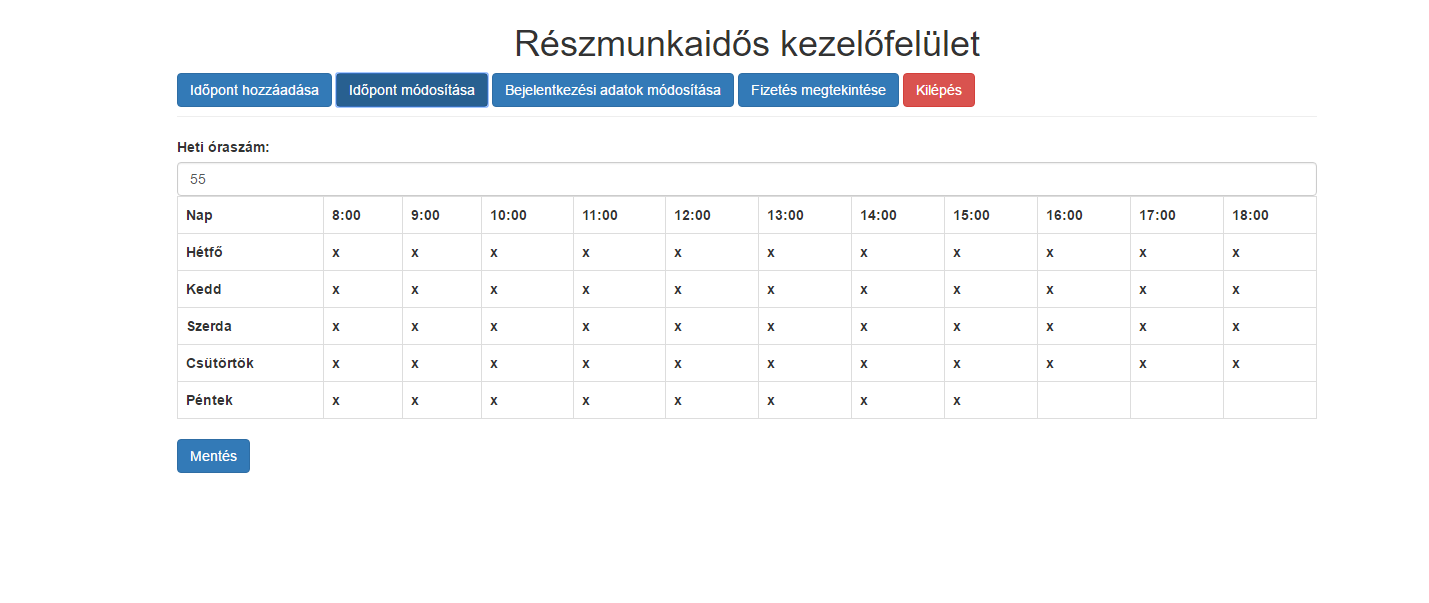 Részmunkaidős kezelőfelület
Időpont hozzáadása Időpont módosítása Bejelentkezési adatok módosítása Fizetés megtekintése Kilépés
Heti óraszám:
55
Nap 8:00 9:00 10:00 11:00 12:00 13:00 14:00 15:00 16:00 17:00 18:00
Hétfő x x x x x x x x x x x
Kedd x x x x x x x x x x x
Szerda x x x x x x x x x x x
Csütörtök x x x x x x x x x x x
Péntek x x x x x x x x
Mentés